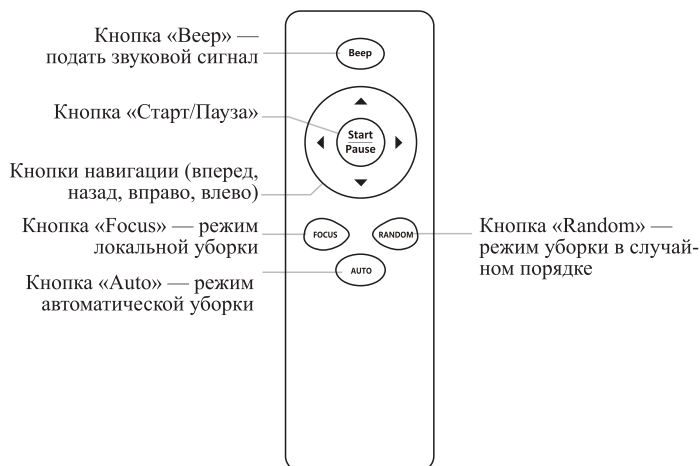 Кнопка «Beep» —
подать звуковой сигнал
Beep
Кнопка «Старт/Пауза»
Start
Pause
Кнопки навигации (вперед,
назад, вправо, влево)
Кнопка «Focus» — режим
локальной уборки
FOCUS
RANDOM
Кнопка «Random» —
режим уборки в случай-
ном порядке
Кнопка «Auto» — режим
автоматической уборки
AUTO